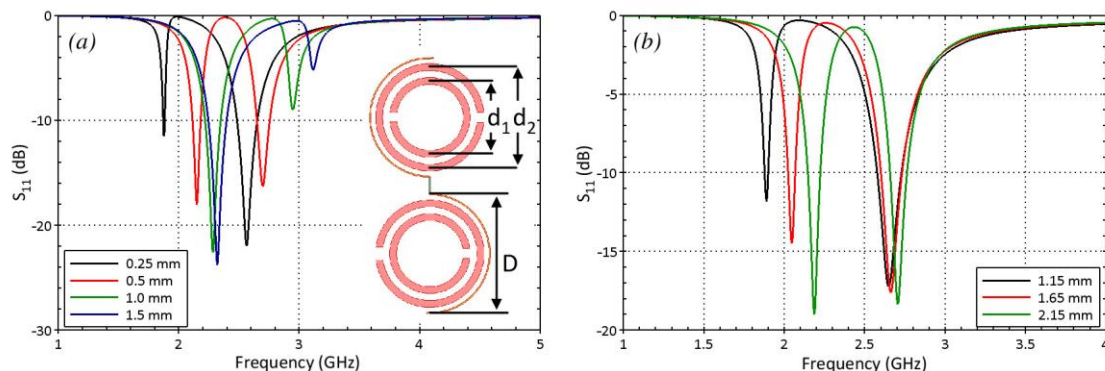 (a)
S11 (dB)
0
-10
-20
-30
1 2 3 4 5
Frequency (GHz)
0.25 mm
0.5 mm
1.0 mm
1.5 mm
d1 d2
D
(b)
S11 (dB)
0
-5
-10
-15
-20
1 1.5 2 2.5 3 3.5 4
Frequency (GHz)
1.15 mm
1.65 mm
2.15 mm